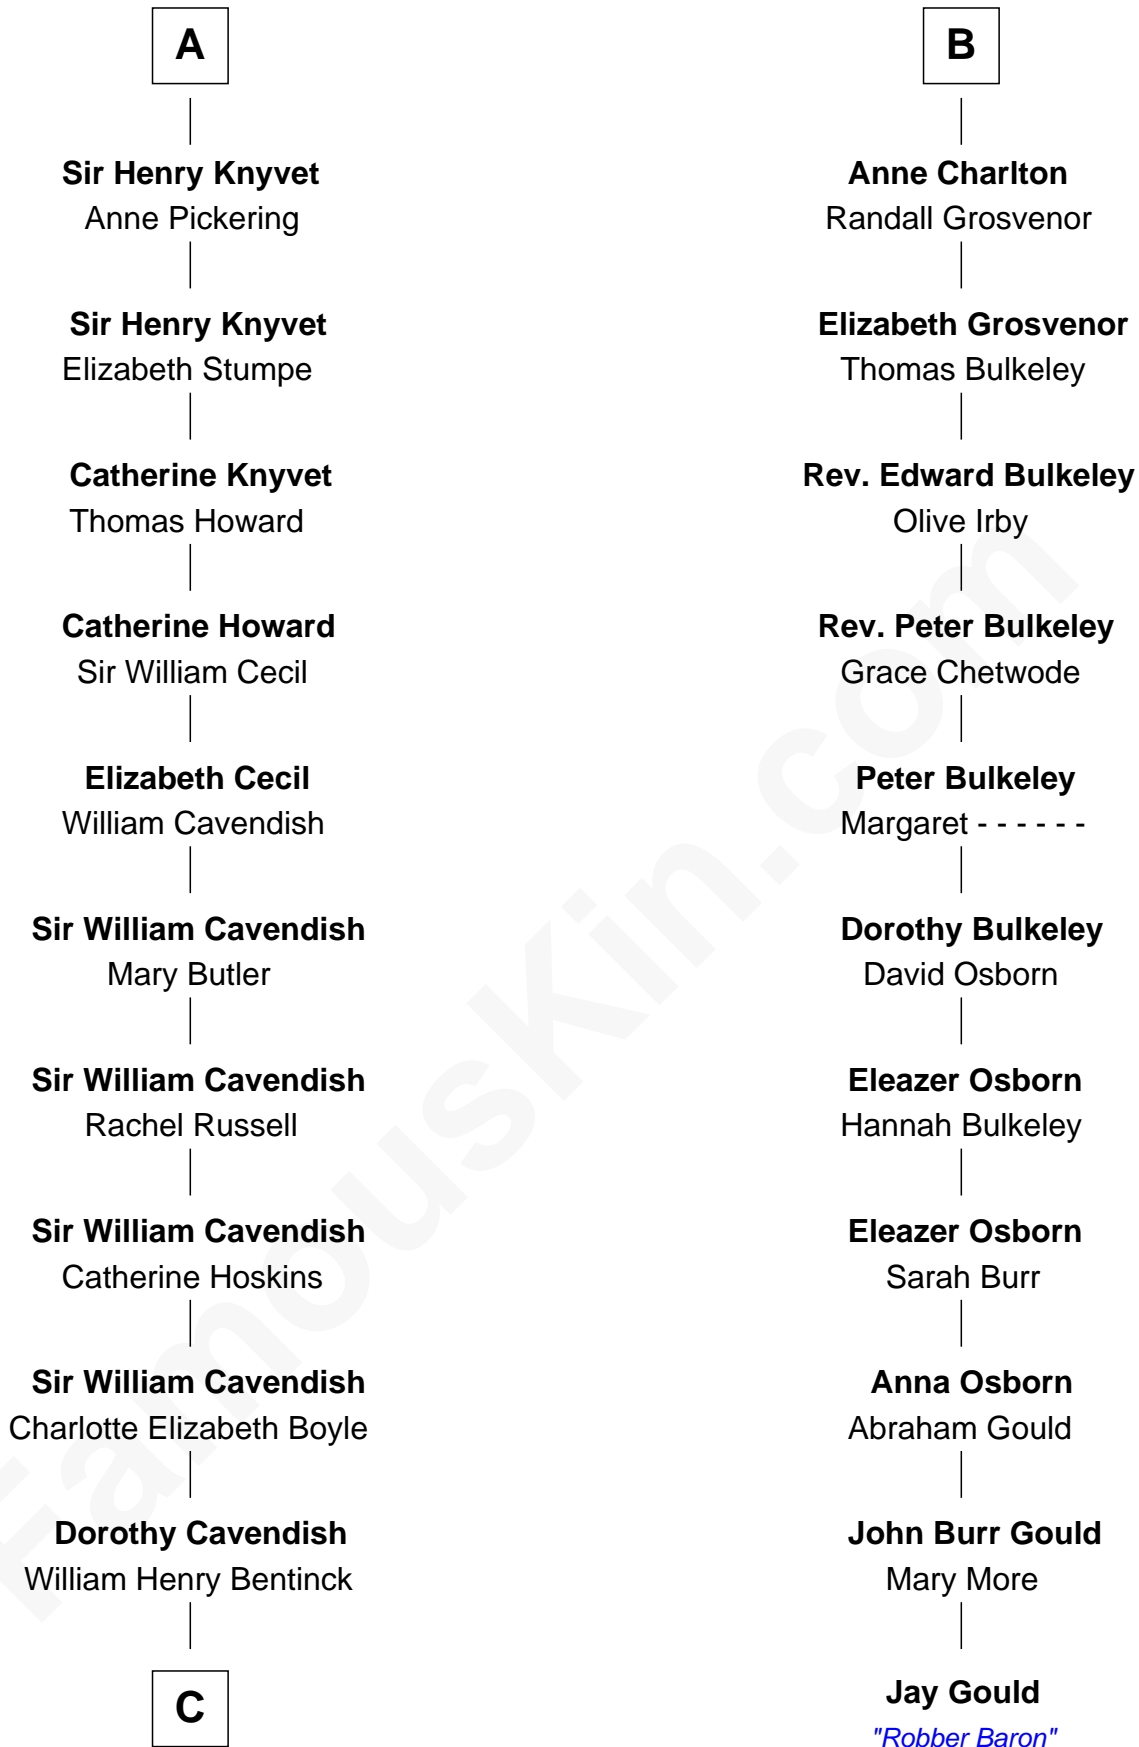 A
Sir Henry Knyvet
Anne Pickering
Sir Henry Knyvet
Elizabeth Stumpe
Catherine Knyvet
Thomas Howard
Catherine Howard
Sir William Cecil
Elizabeth Cecil
William Cavendish
Sir William Cavendish
Mary Butler
Sir William Cavendish
Rachel Russell
Sir William Cavendish
Catherine Hoskins
Sir William Cavendish
Charlotte Elizabeth Boyle
Dorothy Cavendish
William Henry Bentinck
C
B
Anne Charlton
Randall Grosvenor
Elizabeth Grosvenor
Thomas Bulkeley
Rev. Edward Bulkeley
Olive Irby
Rev. Peter Bulkeley
Grace Chetwode
Peter Bulkeley
Margaret - - - - - -
Dorothy Bulkeley
David Osborn
Eleazer Osborn
Hannah Bulkeley
Eleazer Osborn
Sarah Burr
Anna Osborn
Abraham Gould
John Burr Gould
Mary More
Jay Gould
"Robber Baron"
FamousKin.com